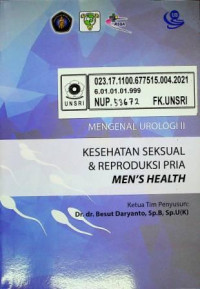 023.17.1100.677515.004.2021
6.01.01.01.999
UNSRI
NUP. 53672 FK.UNSRI
MENGENAL UROLOGI II
KESEHATAN SEKSUAL
& REPRODUKSI PRIA
MEN'S HEALTH
Ketua Tim Penyusun:
Dr. dr. Besut Daryanto, Sp.B, Sp.U(K)